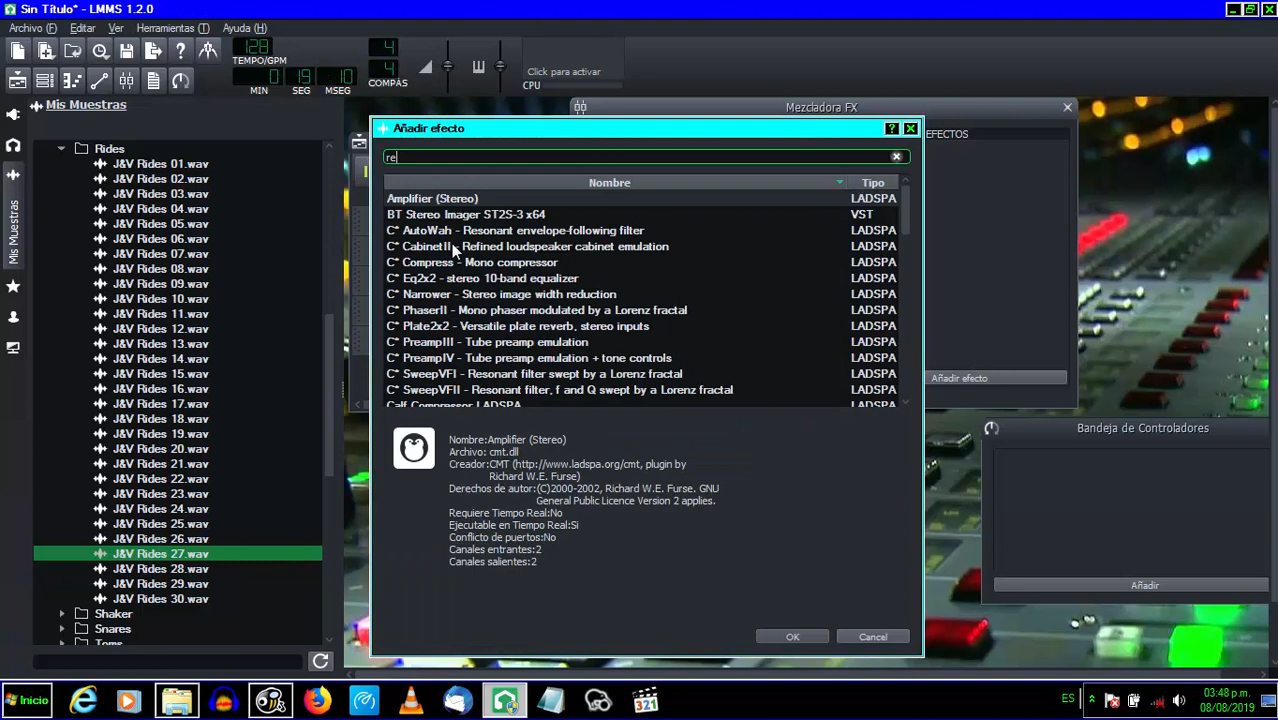 Sin Título* - LMMS 1.2.0
Archivo (F) Editar Ver Herramientas (T) Ayuda (H)
128
TEMPO/GPM
4
4
COMPÁS
0 19 10
MIN SEG MSEG
Click para activar
CPU
Mis Muestras
Mis Muestras
Rides
J&V Rides 01.wav
J&V Rides 02.wav
J&V Rides 03.wav
J&V Rides 04.wav
J&V Rides 05.wav
J&V Rides 06.wav
J&V Rides 07.wav
J&V Rides 08.wav
J&V Rides 09.wav
J&V Rides 10.wav
J&V Rides 11.wav
J&V Rides 12.wav
J&V Rides 13.wav
J&V Rides 14.wav
J&V Rides 15.wav
J&V Rides 16.wav
J&V Rides 17.wav
J&V Rides 18.wav
J&V Rides 19.wav
J&V Rides 20.wav
J&V Rides 21.wav
J&V Rides 22.wav
J&V Rides 23.wav
J&V Rides 24.wav
J&V Rides 25.wav
J&V Rides 26.wav
J&V Rides 27.wav
J&V Rides 28.wav
J&V Rides 29.wav
J&V Rides 30.wav
Shaker
Snares
Toms
Mezcladora FX
EFECTOS
Añadir efecto
Añadir efecto
re
Nombre Tipo
Amplifier (Stereo) LADSPA
BT Stereo Imager ST2S-3 x64 VST
C* AutoWah - Resonant envelope-following filter LADSPA
C* CabinetII - Refined loudspeaker cabinet emulation LADSPA
C* Compress - Mono compressor LADSPA
C* Eq2x2 - stereo 10-band equalizer LADSPA
C* Narrower - Stereo image width reduction LADSPA
C* PhaserII - Mono phaser modulated by a Lorenz fractal LADSPA
C* Plate2x2 - Versatile plate reverb, stereo inputs LADSPA
C* PreampIII - Tube preamp emulation LADSPA
C* PreampIV - Tube preamp emulation + tone controls LADSPA
C* SweepVFI - Resonant filter swept by a Lorenz fractal LADSPA
C* SweepVFII - Resonant filter, f and Q swept by a Lorenz fractal LADSPA
Calf Compressor LADSPA LADSPA
Nombre:Amplifier (Stereo)
Archivo: cmt.dll
Creador:CMT (http://www.ladspa.org/cmt, plugin by
Richard W.E. Furse)
Derechos de autor:(C)2000-2002, Richard W.E. Furse. GNU
General Public Licence Version 2 applies.
Requiere Tiempo Real:No
Ejecutable en Tiempo Real:Si
Conflicto de puertos:No
Canales entrantes:2
Canales salientes:2
OK Cancel
Bandeja de Controladores
Añadir
Inicio
321
ES
03:48 p.m.
08/08/2019